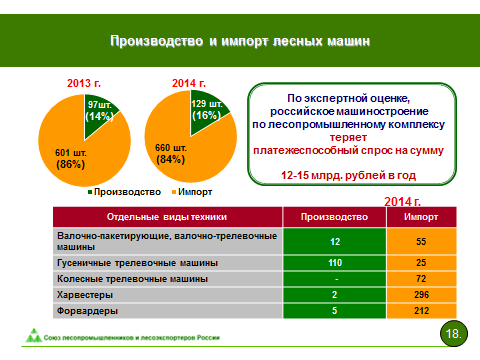 Производство и импорт лесных машин
2013 г.
2014 г.
97шт.
(14%)
601 шт.
(86%)
129 шт.
(16%)
660 шт.
(84%)
Производство
Импорт
По экспертной оценке,
российское машиностроение
по лесопромышленному комплексу
теряет
платежеспособный спрос на сумму
12-15 млрд. рублей в год
2014 г.
Отдельные виды техники Производство Импорт
Валочно-пакетирующие, валочно-трелевочные
машины 12 55
Гусеничные трелевочные машины 110 25
Колесные трелевочные машины - 72
Харвестеры 2 296
Форвардеры 5 212
Союз лесопромышленников и лесоэкспортеров России
18.